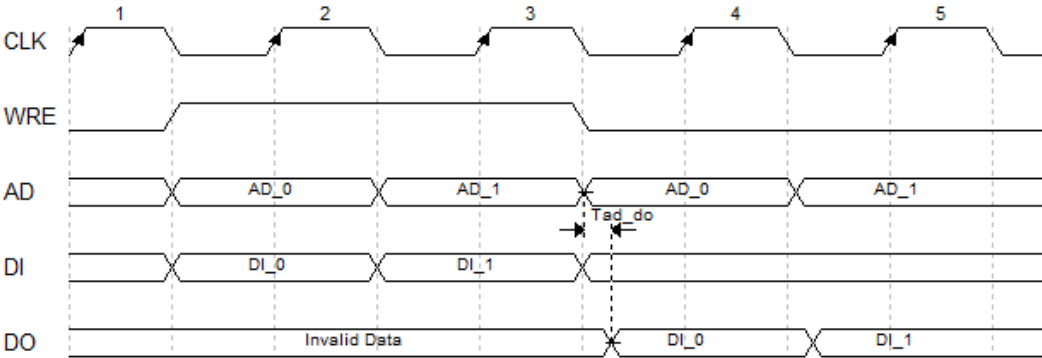 1 2 3 4 5
CLK
WRE
AD AD_0 AD_1 AD_0 AD_1
Tad_do
DI DI_0 DI_1
DO Invalid Data DI_0 DI_1